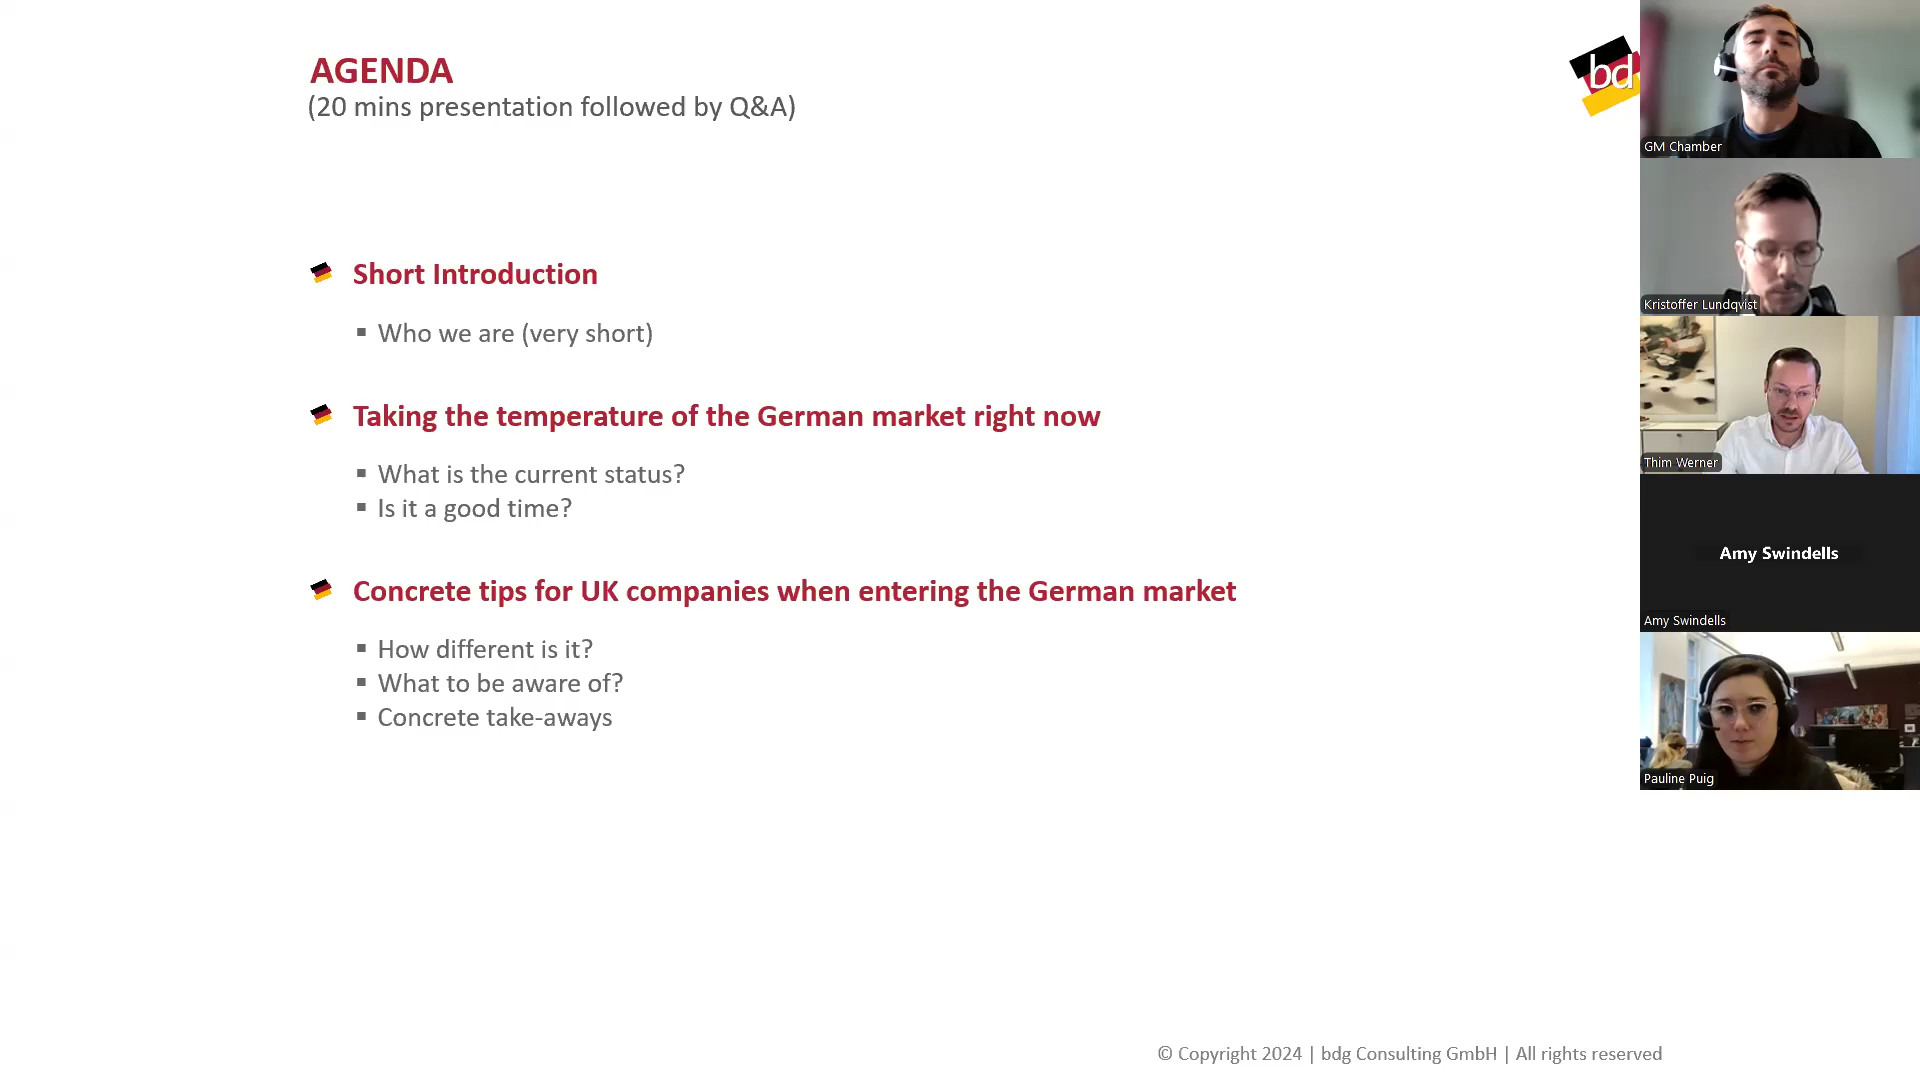 AGENDA
(20 mins presentation followed by Q&A)
bd
Short Introduction
▪ Who we are (very short)
Taking the temperature of the German market right now
▪ What is the current status?
▪ Is it a good time?
Concrete tips for UK companies when entering the German market
▪ How different is it?
▪ What to be aware of?
▪ Concrete take-aways
© Copyright 2024 | bdg Consulting GmbH | All rights reserved
GM Chamber
Kristoffer Lundqvist
Thim Werner
Amy Swindells
Amy Swindells
Pauline Puig